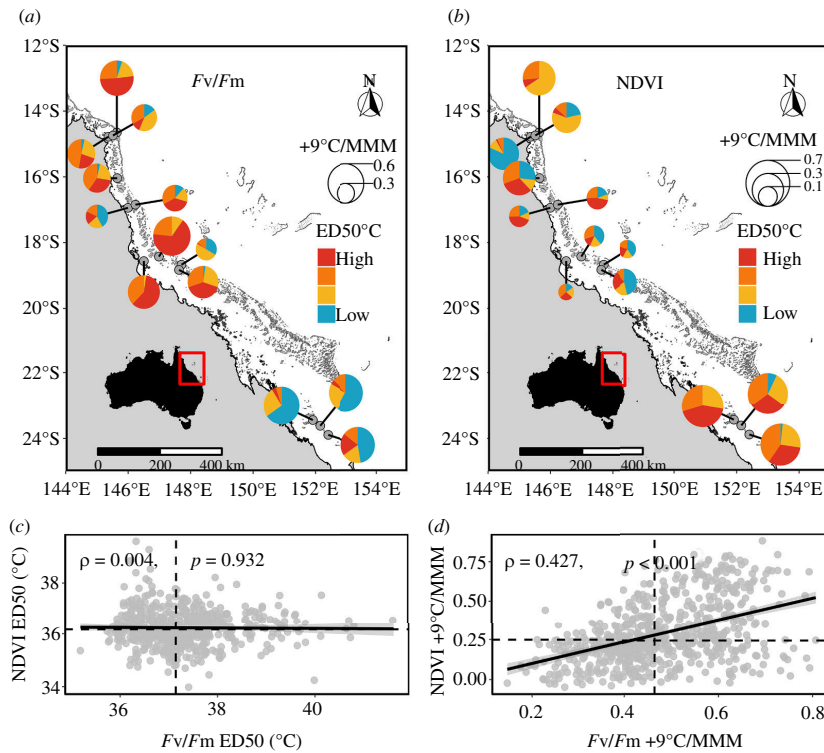 (a)
Fv/Fm
N
+9°C/MMM
0.6
0.3
ED50°C
High
Low
12°S
14°S
16°S
18°S
20°S
22°S
24°S
0 200 400 km
144°E 146°E 148°E 150°E 152°E 154°E
(b)
NDVI
N
+9°C/MMM
0.7
0.3
0.1
ED50°C
High
Low
12°S
14°S
16°S
18°S
20°S
22°S
24°S
0 200 400 km
144°E 146°E 148°E 150°E 152°E 154°E
(c)
ρ = 0.004, p = 0.932
NDVI ED50 (°C)
38
36
34
36 38 40
Fv/Fm ED50 (°C)
(d)
ρ = 0.427, p < 0.001
NDVI +9°C/MMM
0.75
0.50
0.25
0.00
0.2 0.4 0.6 0.8
Fv/Fm +9°C/MMM